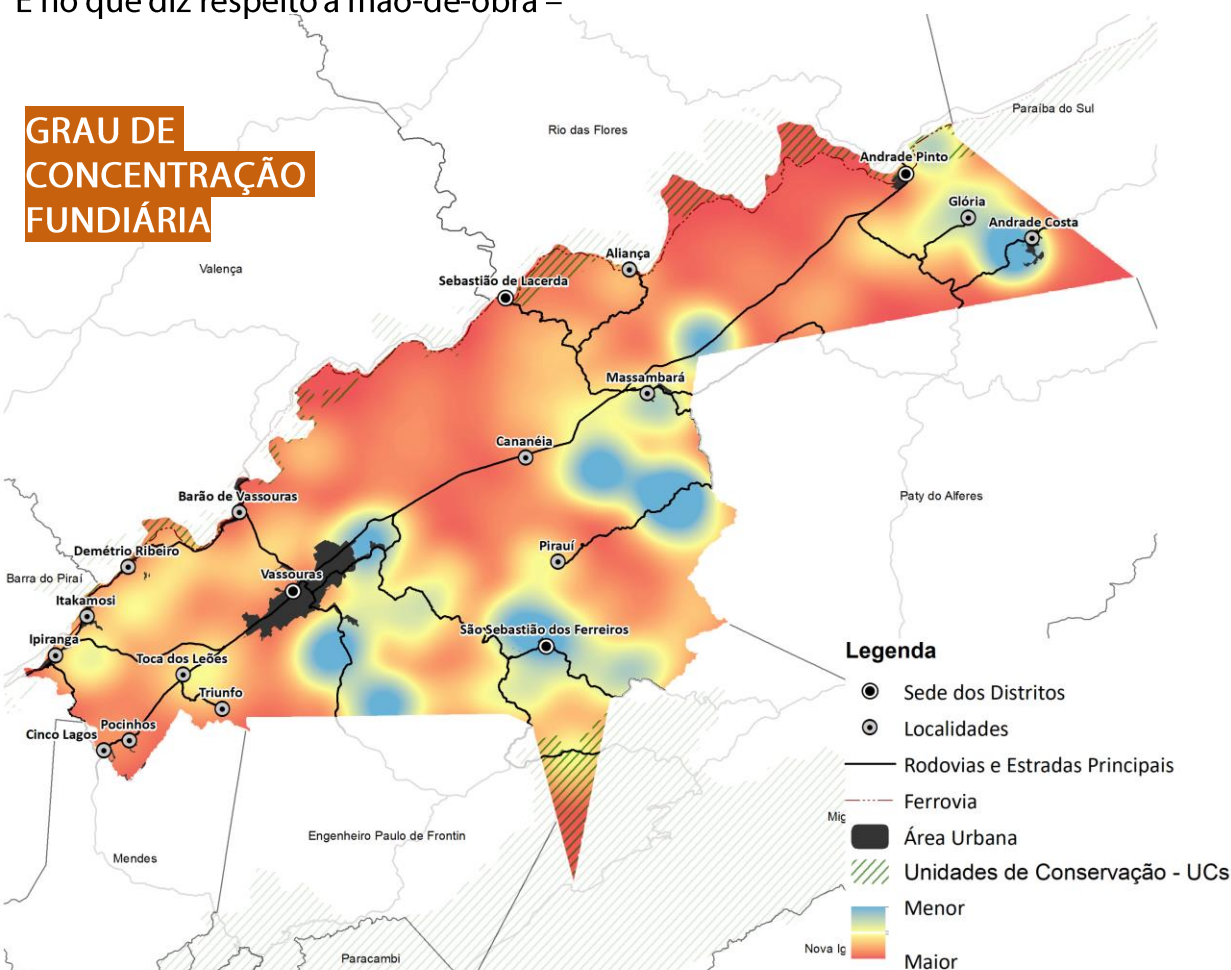 E no que diz respeito à mão-de-obra –
GRAU DE
CONCENTRAÇÃO
FUNDIÁRIA
Paraíba do Sul
Rio das Flores
Andrade Pinto
Glória
Andrade Costa
Aliança
Valença
Sebastião de Lacerda
Massambará
Cananéia
Barão de Vassouras
Paty do Alferes
Pirauí
Demétrio Ribeiro
Barra do Piraí
Vassouras
Itakamosi
São Sebastião dos Ferreiros
Ipiranga
Toca dos Leões
Triunfo
Pocinhos
Cinco Lagos
Legenda
Sede dos Distritos
Localidades
Rodovias e Estradas Principais
Ferrovia
Mig
Área Urbana
Engenheiro Paulo de Frontin
Mendes
Unidades de Conservação - UCs
Menor
Nova Ig
Maior
Paracambi